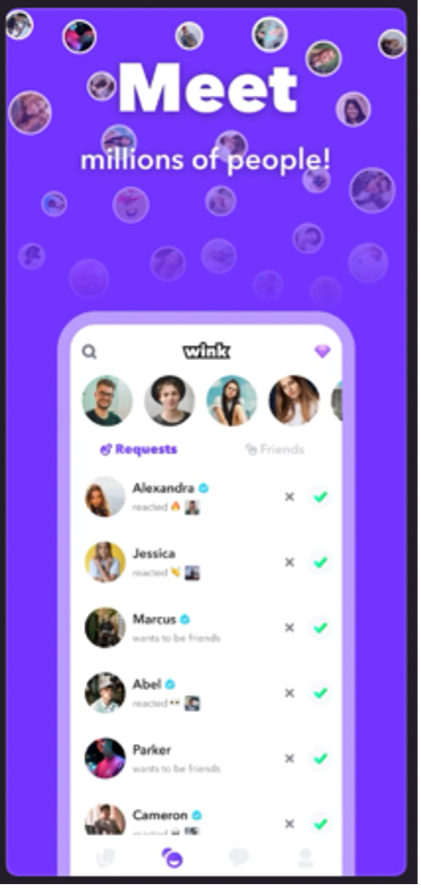 Meet
millions of people!
wink
Requests
Friends
Alexandra
reacted 🔥
Jessica
reacted 👏
Marcus
wants to be friends
Abel
reacted 👀
Parker
wants to be friends
Cameron
reacted